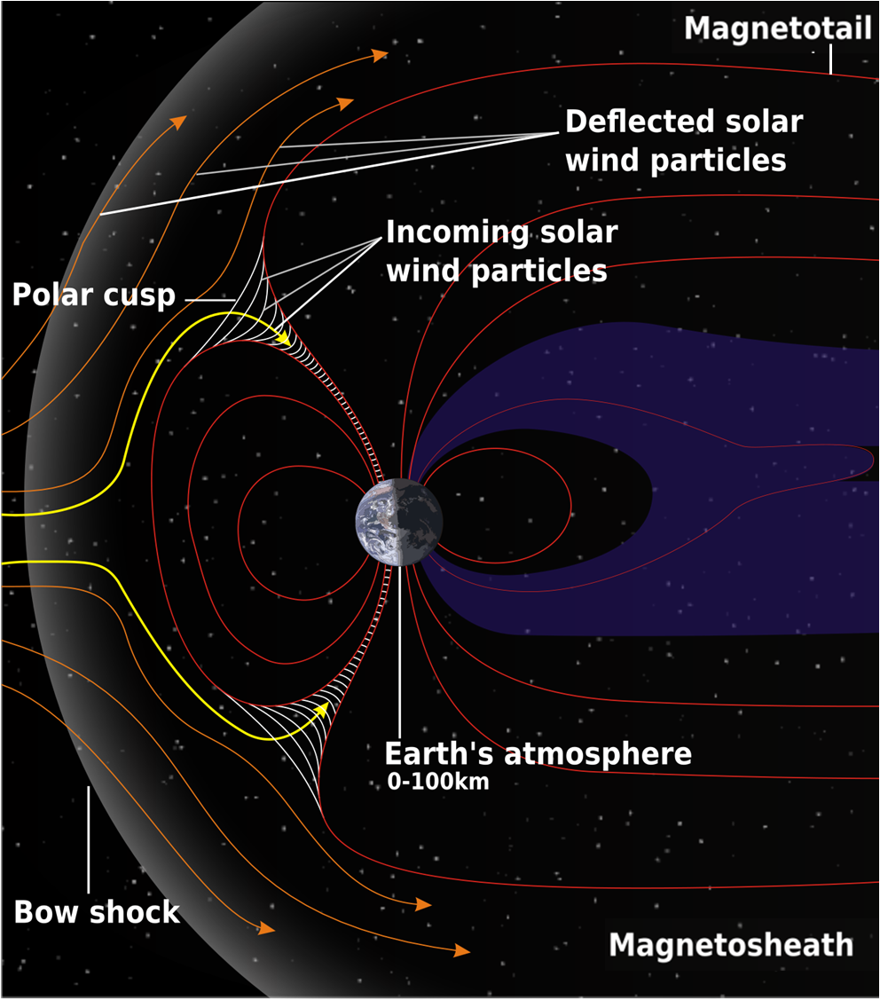 Magnetotail
Deflected solar
wind particles
Incoming solar
wind particles
Polar cusp
Earth's atmosphere
0-100km
Bow shock
Magnetosheath